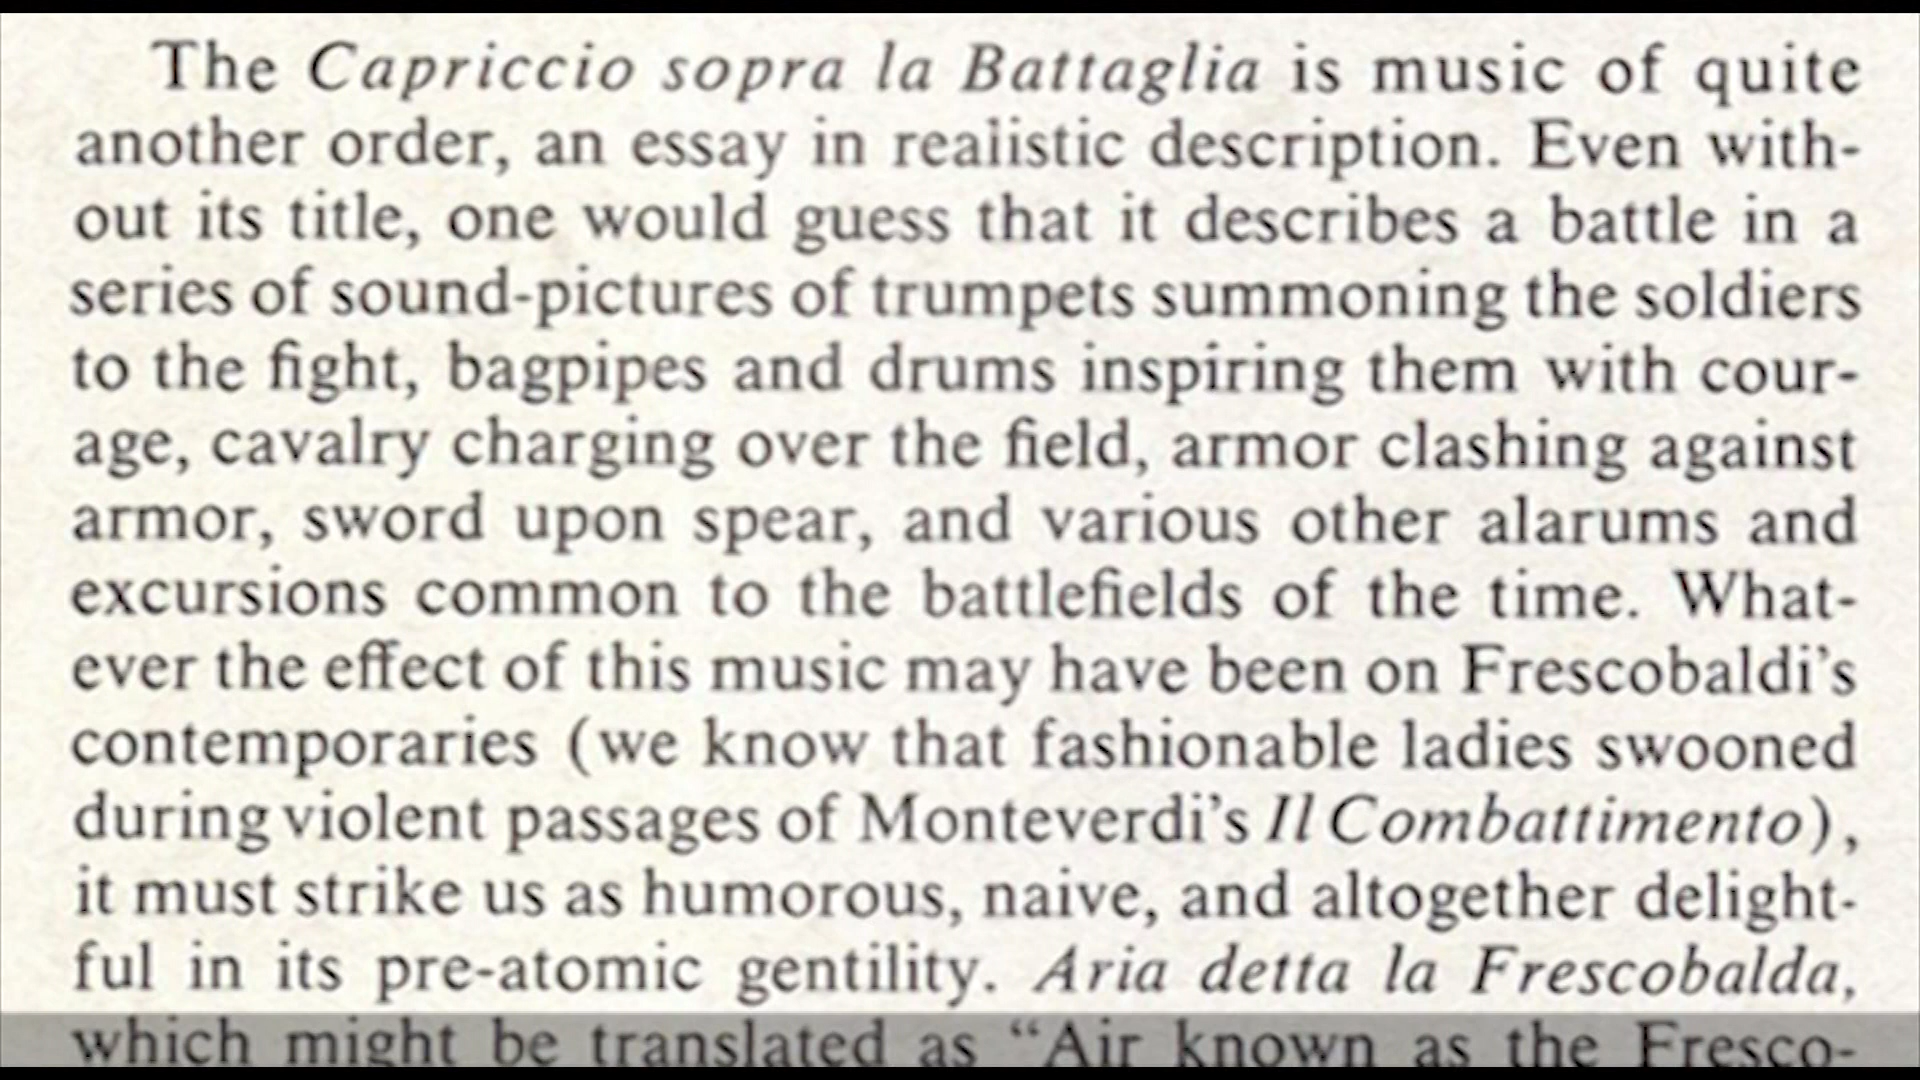 The Capriccio sopra la Battaglia is music of quite
another order, an essay in realistic description. Even with-
out its title, one would guess that it describes a battle in a
series of sound-pictures of trumpets summoning the soldiers
to the fight, bagpipes and drums inspiring them with cour-
age, cavalry charging over the field, armor clashing against
armor, sword upon spear, and various other alarums and
excursions common to the battlefields of the time. What-
ever the effect of this music may have been on Frescobaldi's
contemporaries (we know that fashionable ladies swooned
during violent passages of Monteverdi's Il Combattimento),
it must strike us as humorous, naive, and altogether delight-
ful in its pre-atomic gentility. Aria detta la Frescobalda,
which might be translated as “Air known as the Fresco-